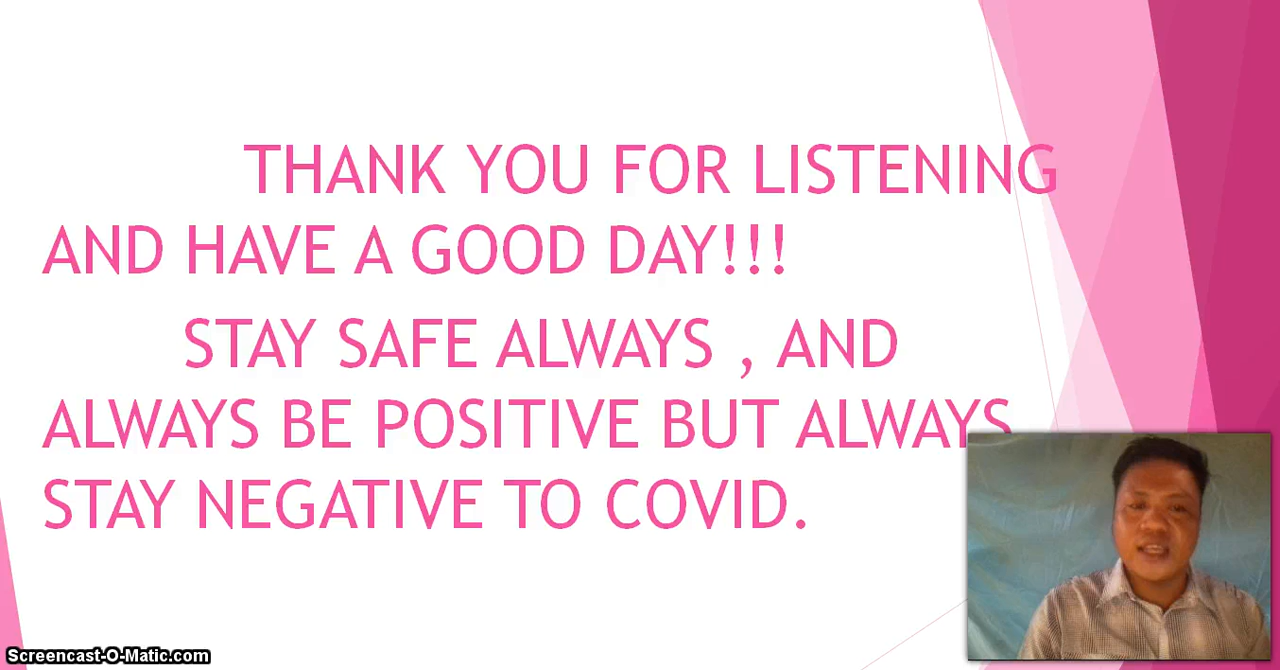 THANK YOU FOR LISTENING
AND HAVE A GOOD DAY!!!
STAY SAFE ALWAYS , AND
ALWAYS BE POSITIVE BUT ALWAYS
STAY NEGATIVE TO COVID.
Screencast-O-Matic.com